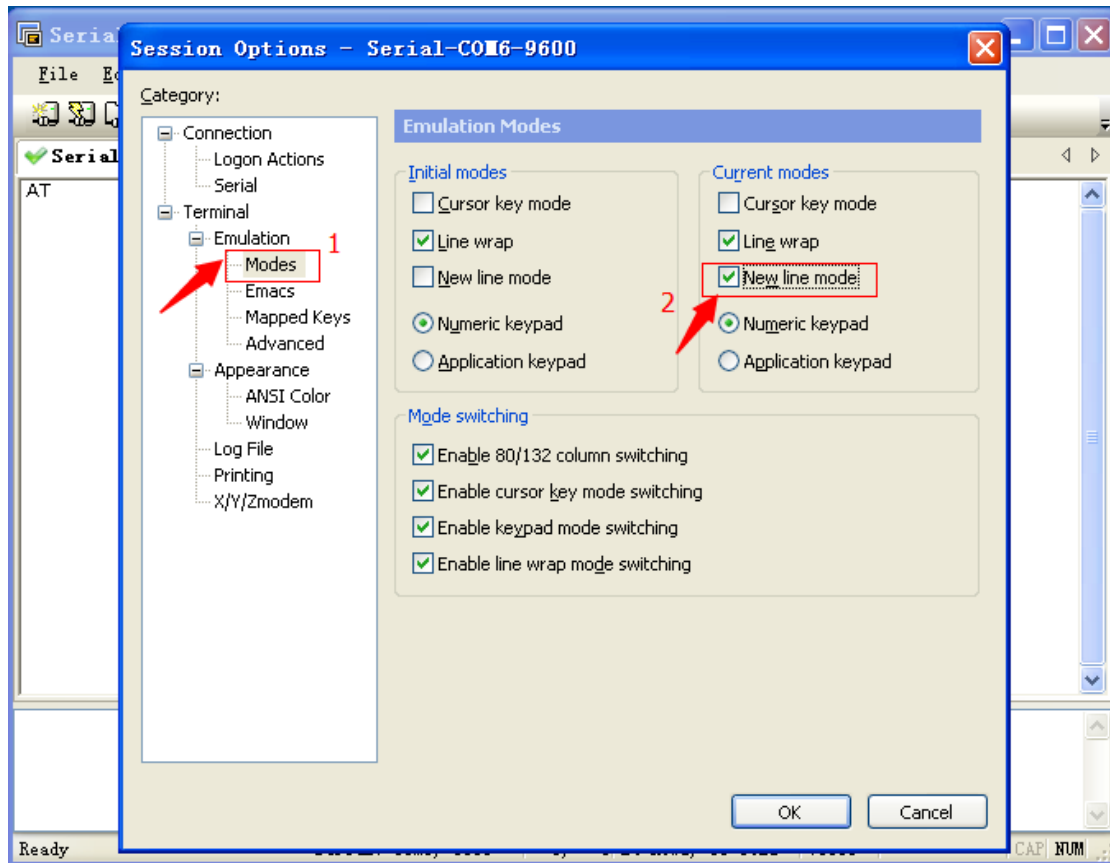 Serial
Session Options - Serial-COM6-9600
File
Category:
Serial
AT
Connection
Logon Actions
Serial
Terminal
Emulation
1
Modes
Emacs
Mapped Keys
Advanced
Appearance
ANSI Color
Window
Log File
Printing
X/Y/Zmodem
Emulation Modes
Initial modes
Cursor key mode
Line wrap
New line mode
Numeric keypad
Application keypad
Current modes
Cursor key mode
Line wrap
New line mode
2
Numeric keypad
Application keypad
Mode switching
Enable 80/132 column switching
Enable cursor key mode switching
Enable keypad mode switching
Enable line wrap mode switching
OK
Cancel
Ready
CAP NUM